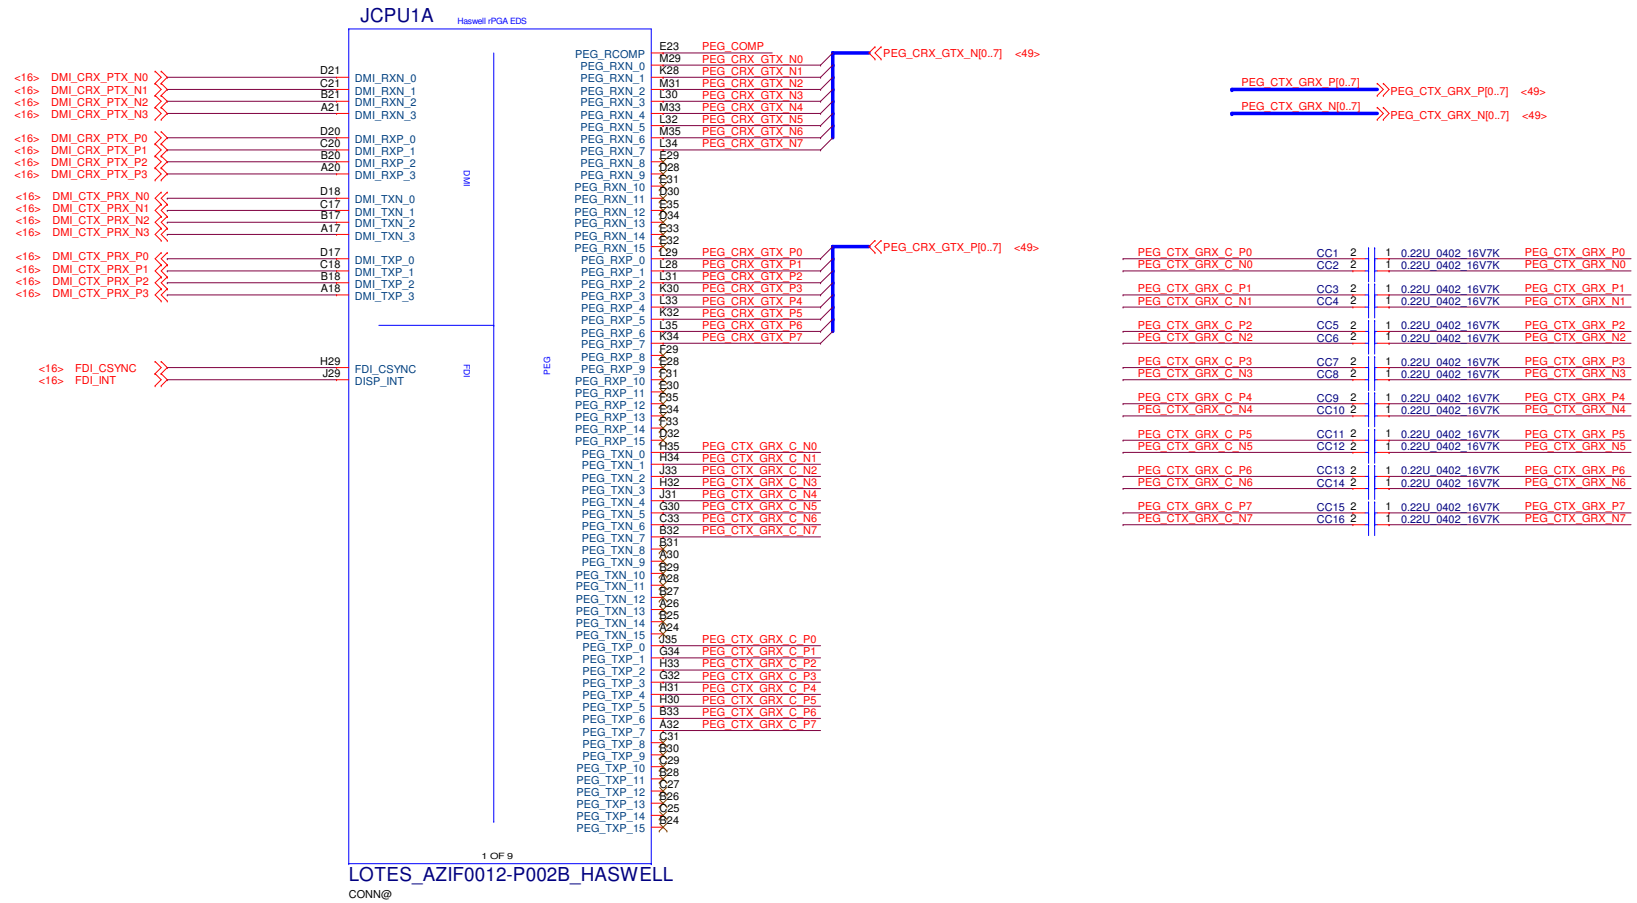 JCPU1A
Haswell rPGA EDS
<16> DMI_CRX_PTX_N0 D21 DMI_RXN_0
<16> DMI_CRX_PTX_N1 C21 DMI_RXN_1
<16> DMI_CRX_PTX_N2 B21 DMI_RXN_2
<16> DMI_CRX_PTX_N3 A21 DMI_RXN_3
<16> DMI_CRX_PTX_P0 D20 DMI_RXP_0
<16> DMI_CRX_PTX_P1 C20 DMI_RXP_1
<16> DMI_CRX_PTX_P2 B20 DMI_RXP_2
<16> DMI_CRX_PTX_P3 A20 DMI_RXP_3
<16> DMI_CTX_PRX_N0 D18 DMI_TXN_0
<16> DMI_CTX_PRX_N1 C17 DMI_TXN_1
<16> DMI_CTX_PRX_N2 B17 DMI_TXN_2
<16> DMI_CTX_PRX_N3 A17 DMI_TXN_3
<16> DMI_CTX_PRX_P0 D17 DMI_TXP_0
<16> DMI_CTX_PRX_P1 C18 DMI_TXP_1
<16> DMI_CTX_PRX_P2 B18 DMI_TXP_2
<16> DMI_CTX_PRX_P3 A18 DMI_TXP_3
<16> FDI_CSYNC H29 FDI_CSYNC
<16> FDI_INT J29 DISP_INT
DMI
FDI
PEG
PEG_RCOMP E23 PEG_COMP
PEG_RXN_0 M29 PEG_CRX_GTX_N0
PEG_RXN_1 K28 PEG_CRX_GTX_N1
PEG_RXN_2 M31 PEG_CRX_GTX_N2
PEG_RXN_3 L30 PEG_CRX_GTX_N3
PEG_RXN_4 M33 PEG_CRX_GTX_N4
PEG_RXN_5 L32 PEG_CRX_GTX_N5
PEG_RXN_6 M35 PEG_CRX_GTX_N6
PEG_RXN_7 L34 PEG_CRX_GTX_N7
PEG_RXN_8 E29
PEG_RXN_9 D28
PEG_RXN_10 E31
PEG_RXN_11 D30
PEG_RXN_12 E35
PEG_RXN_13 D34
PEG_RXN_14 E33
PEG_RXN_15 E32
PEG_RXP_0 L29 PEG_CRX_GTX_P0
PEG_RXP_1 L28 PEG_CRX_GTX_P1
PEG_RXP_2 L31 PEG_CRX_GTX_P2
PEG_RXP_3 K30 PEG_CRX_GTX_P3
PEG_RXP_4 L33 PEG_CRX_GTX_P4
PEG_RXP_5 K32 PEG_CRX_GTX_P5
PEG_RXP_6 L35 PEG_CRX_GTX_P6
PEG_RXP_7 K34 PEG_CRX_GTX_P7
PEG_RXP_8 F29
PEG_RXP_9 E28
PEG_RXP_10 F31
PEG_RXP_11 E30
PEG_RXP_12 F35
PEG_RXP_13 E34
PEG_RXP_14 F33
PEG_RXP_15 D32
PEG_TXN_0 H35 PEG_CTX_GRX_C_N0
PEG_TXN_1 H34 PEG_CTX_GRX_C_N1
PEG_TXN_2 J33 PEG_CTX_GRX_C_N2
PEG_TXN_3 H32 PEG_CTX_GRX_C_N3
PEG_TXN_4 J31 PEG_CTX_GRX_C_N4
PEG_TXN_5 G30 PEG_CTX_GRX_C_N5
PEG_TXN_6 C33 PEG_CTX_GRX_C_N6
PEG_TXN_7 B32 PEG_CTX_GRX_C_N7
PEG_TXN_8 B31
PEG_TXN_9 A30
PEG_TXN_10 B29
PEG_TXN_11 A28
PEG_TXN_12 B27
PEG_TXN_13 A26
PEG_TXN_14 B25
PEG_TXN_15 A24
PEG_TXP_0 J35 PEG_CTX_GRX_C_P0
PEG_TXP_1 G34 PEG_CTX_GRX_C_P1
PEG_TXP_2 H33 PEG_CTX_GRX_C_P2
PEG_TXP_3 G32 PEG_CTX_GRX_C_P3
PEG_TXP_4 H31 PEG_CTX_GRX_C_P4
PEG_TXP_5 H30 PEG_CTX_GRX_C_P5
PEG_TXP_6 B33 PEG_CTX_GRX_C_P6
PEG_TXP_7 A32 PEG_CTX_GRX_C_P7
PEG_TXP_8 C31
PEG_TXP_9 B30
PEG_TXP_10 C29
PEG_TXP_11 B28
PEG_TXP_12 C27
PEG_TXP_13 B26
PEG_TXP_14 C25
PEG_TXP_15 B24
1 OF 9
LOTES_AZIF0012-P002B_HASWELL
CONN@
PEG_CRX_GTX_N[0..7] <49>
PEG_CRX_GTX_P[0..7] <49>
PEG_CTX_GRX_P[0..7] PEG_CTX_GRX_P[0..7] <49>
PEG_CTX_GRX_N[0..7] PEG_CTX_GRX_N[0..7] <49>
PEG_CTX_GRX_C_P0 CC1 2 1 0.22U_0402_16V7K PEG_CTX_GRX_P0
PEG_CTX_GRX_C_N0 CC2 2 1 0.22U_0402_16V7K PEG_CTX_GRX_N0
PEG_CTX_GRX_C_P1 CC3 2 1 0.22U_0402_16V7K PEG_CTX_GRX_P1
PEG_CTX_GRX_C_N1 CC4 2 1 0.22U_0402_16V7K PEG_CTX_GRX_N1
PEG_CTX_GRX_C_P2 CC5 2 1 0.22U_0402_16V7K PEG_CTX_GRX_P2
PEG_CTX_GRX_C_N2 CC6 2 1 0.22U_0402_16V7K PEG_CTX_GRX_N2
PEG_CTX_GRX_C_P3 CC7 2 1 0.22U_0402_16V7K PEG_CTX_GRX_P3
PEG_CTX_GRX_C_N3 CC8 2 1 0.22U_0402_16V7K PEG_CTX_GRX_N3
PEG_CTX_GRX_C_P4 CC9 2 1 0.22U_0402_16V7K PEG_CTX_GRX_P4
PEG_CTX_GRX_C_N4 CC10 2 1 0.22U_0402_16V7K PEG_CTX_GRX_N4
PEG_CTX_GRX_C_P5 CC11 2 1 0.22U_0402_16V7K PEG_CTX_GRX_P5
PEG_CTX_GRX_C_N5 CC12 2 1 0.22U_0402_16V7K PEG_CTX_GRX_N5
PEG_CTX_GRX_C_P6 CC13 2 1 0.22U_0402_16V7K PEG_CTX_GRX_P6
PEG_CTX_GRX_C_N6 CC14 2 1 0.22U_0402_16V7K PEG_CTX_GRX_N6
PEG_CTX_GRX_C_P7 CC15 2 1 0.22U_0402_16V7K PEG_CTX_GRX_P7
PEG_CTX_GRX_C_N7 CC16 2 1 0.22U_0402_16V7K PEG_CTX_GRX_N7